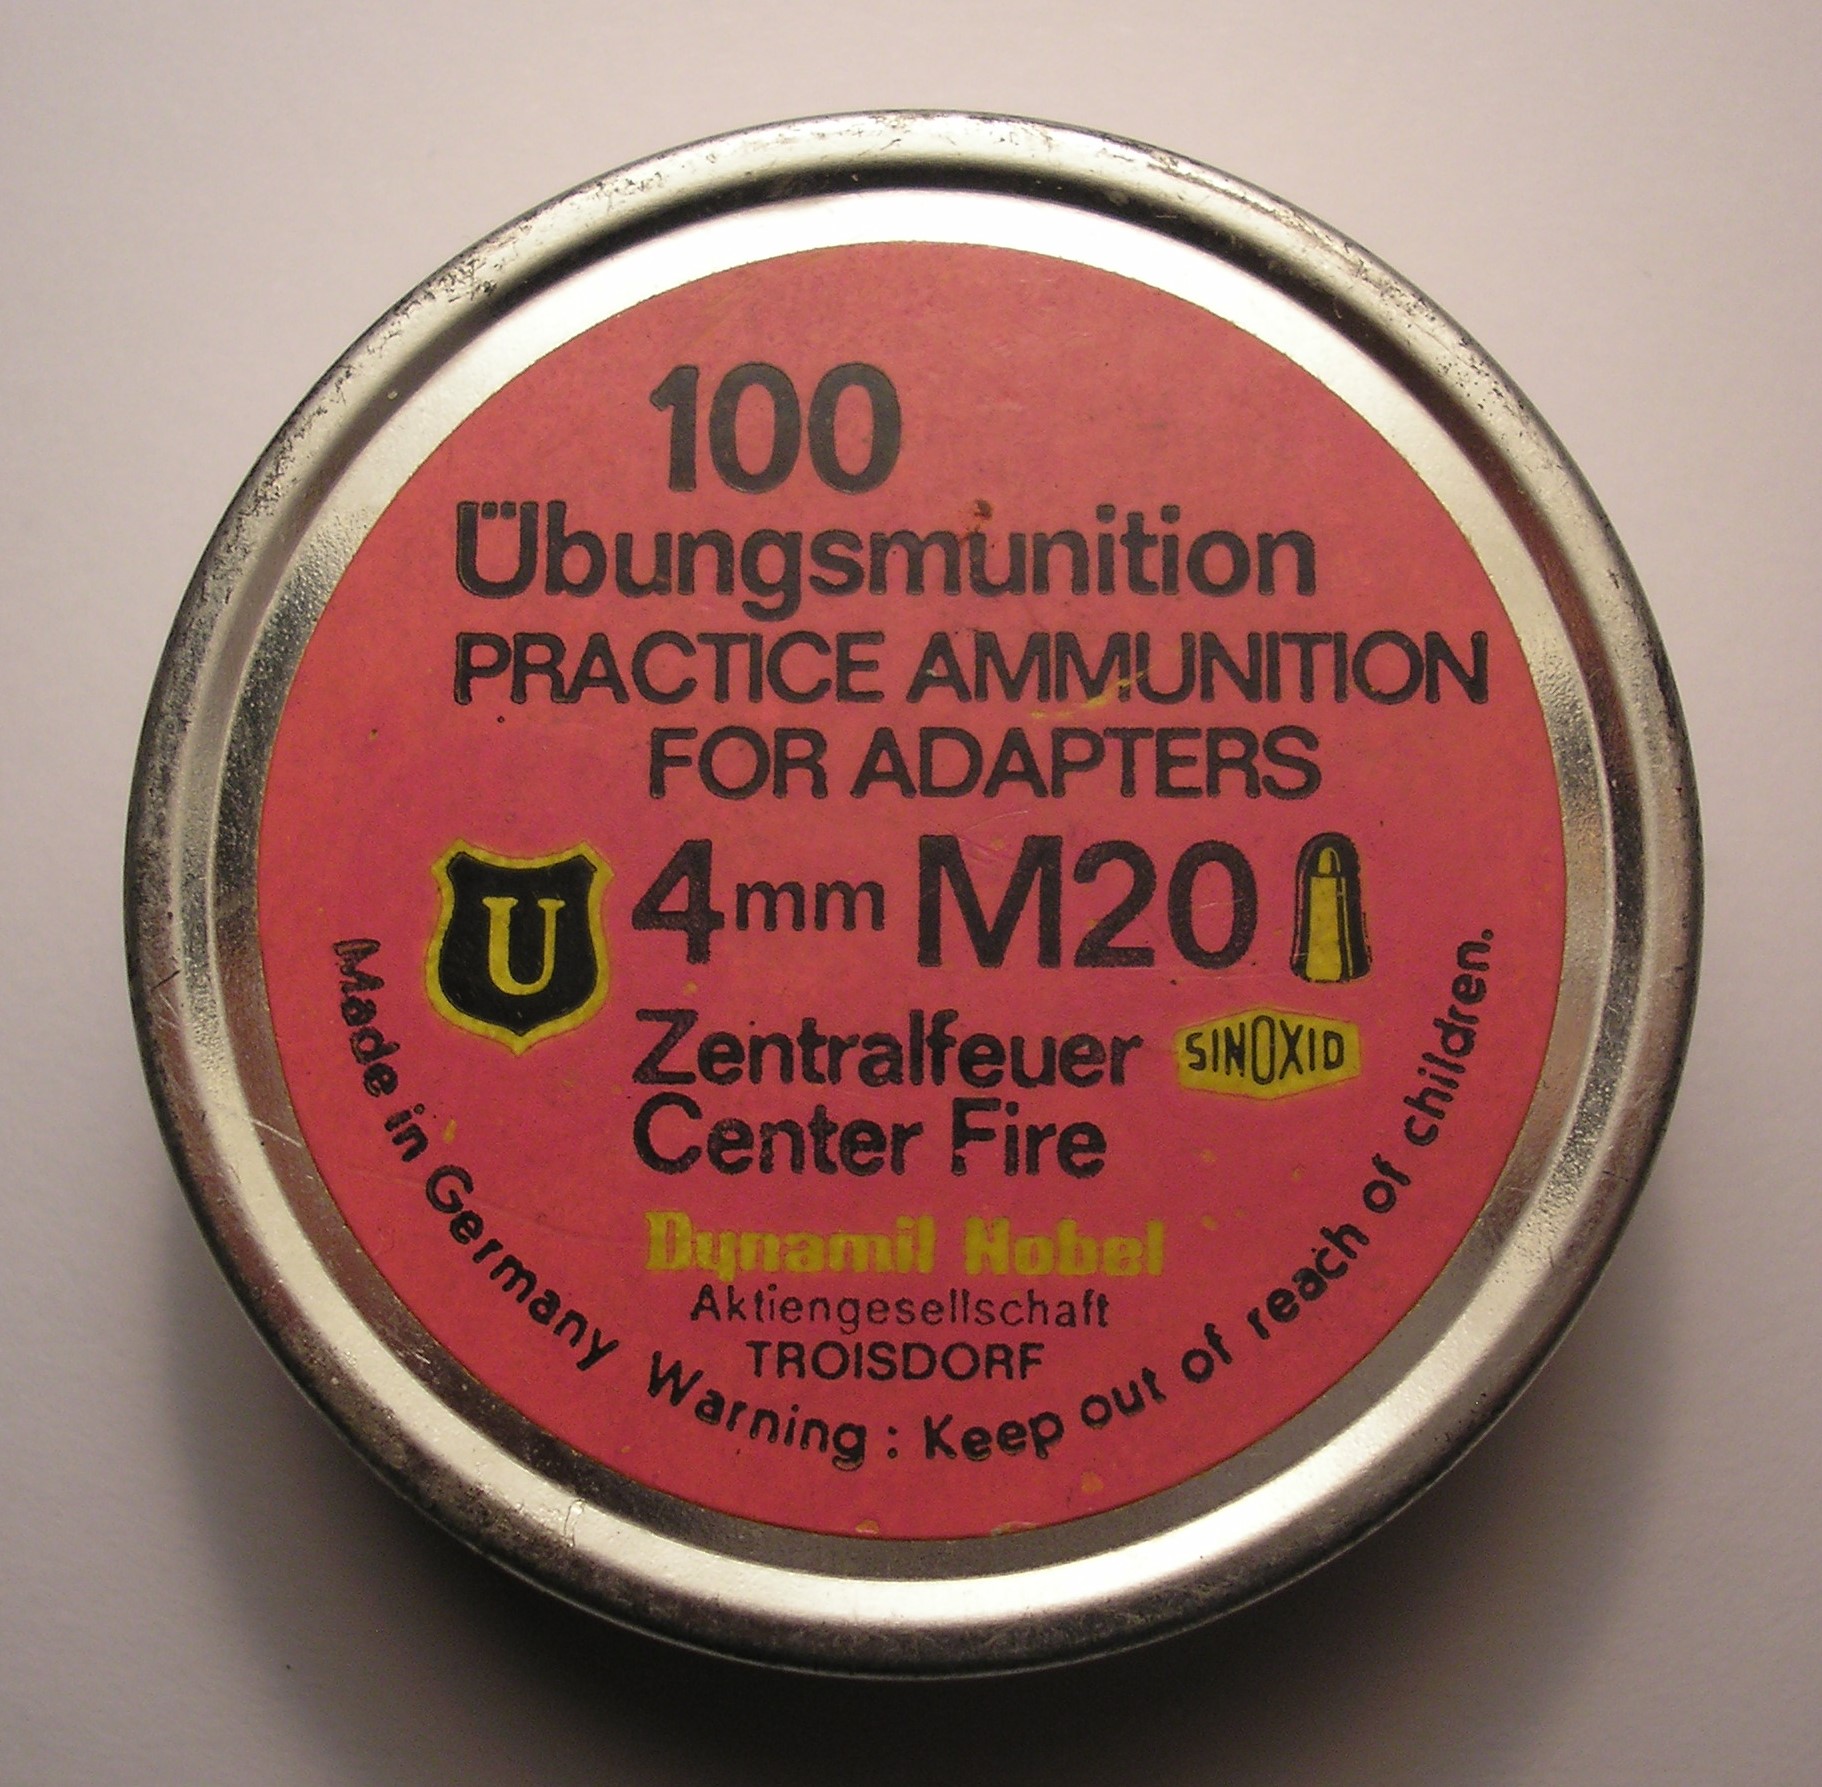 100
Übungsmunition
PRACTICE AMMUNITION
FOR ADAPTERS
U
4mm M20
Zentralfeuer
SINOXID
Center Fire
Dynamit Nobel
Aktiengesellschaft
TROISDORF
Made in Germany Warning : Keep out of reach of children.